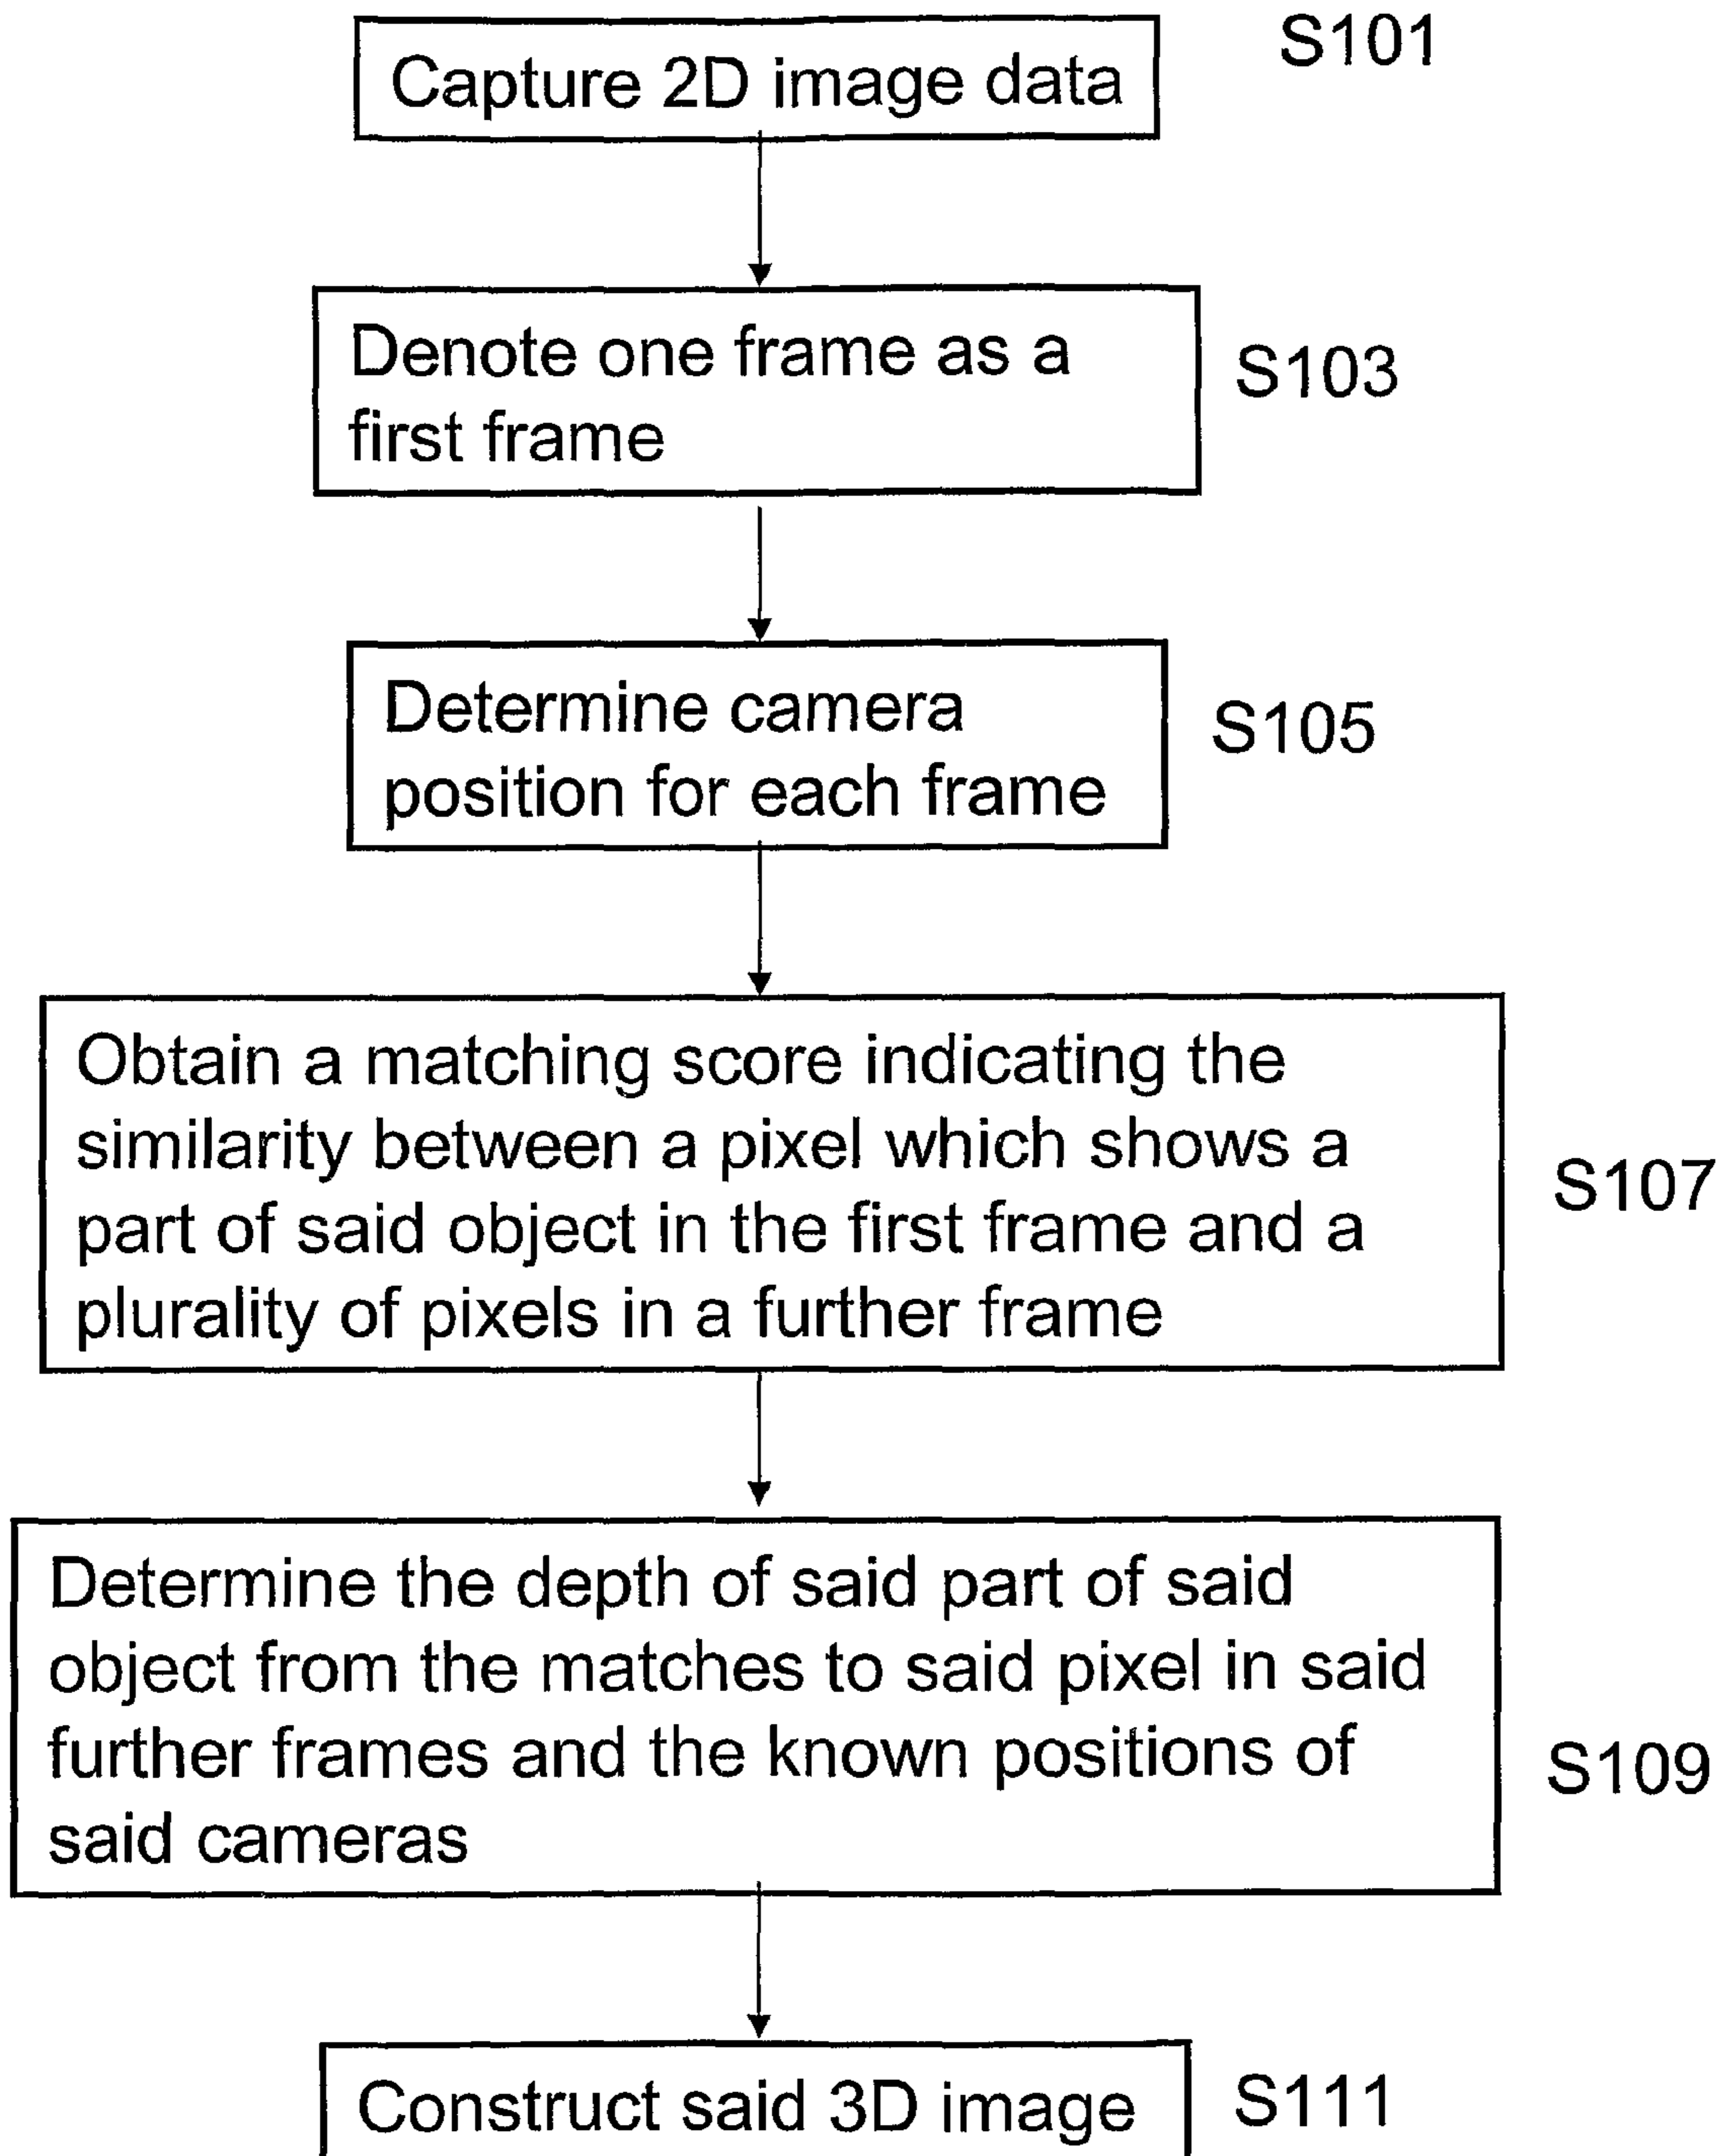 Capture 2D image data
S101
Denote one frame as a
first frame
S103
Determine camera
position for each frame
S105
Obtain a matching score indicating the
similarity between a pixel which shows a
part of said object in the first frame and a
plurality of pixels in a further frame
S107
Determine the depth of said part of said
object from the matches to said pixel in said
further frames and the known positions of
said cameras
S109
Construct said 3D image
S111